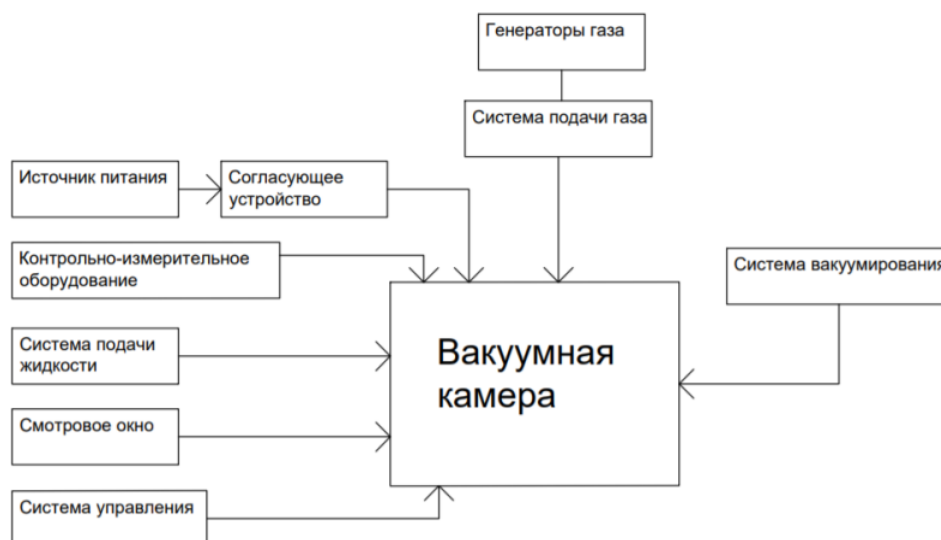 Генераторы газа
Система подачи газа
Источник питания
Согласующее
устройство
Контрольно-измерительное
оборудование
Система вакуумирования
Система подачи
жидкости
Вакуумная
камера
Смотровое окно
Система управления